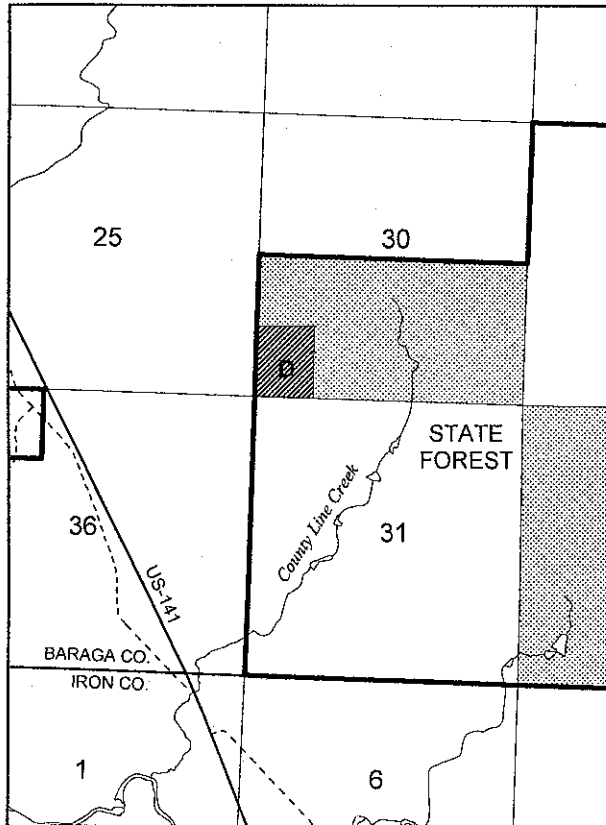 25
30
D
STATE
FOREST
36
County Line Creek
31
US-141
BARAGA CO.
IRON CO.
1
6